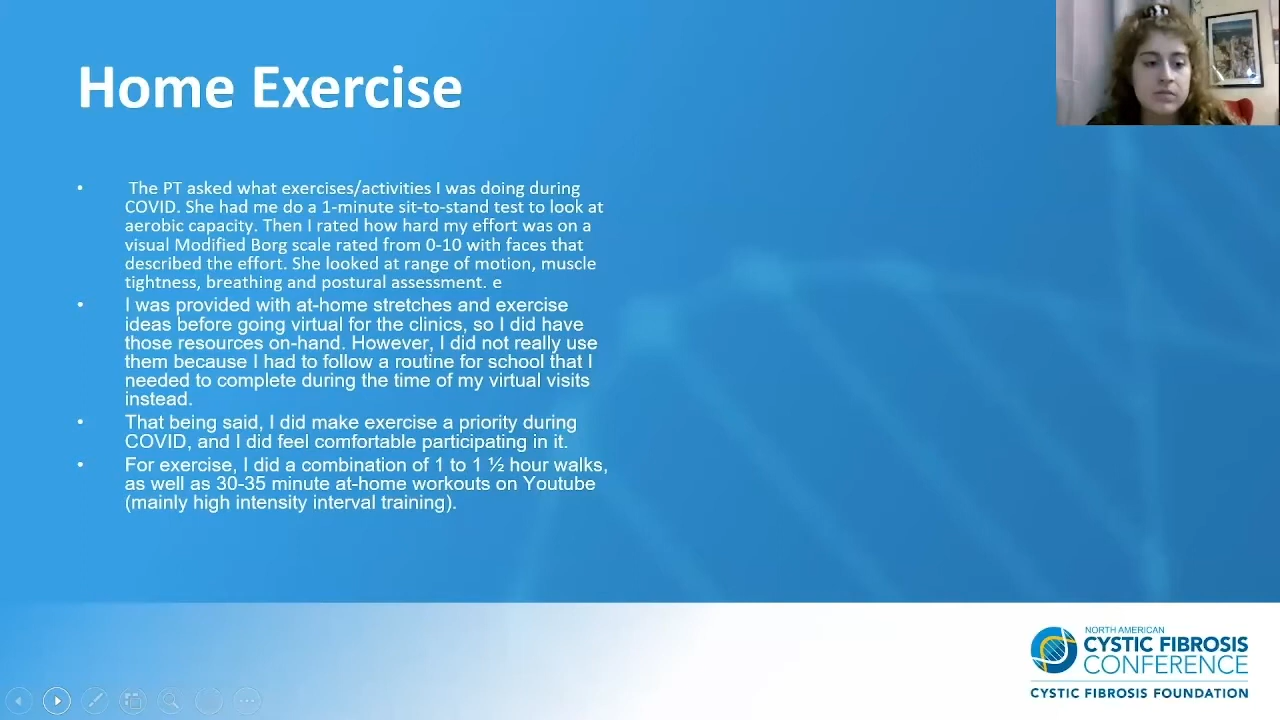 Home Exercise
• The PT asked what exercises/activities I was doing during
COVID. She had me do a 1-minute sit-to-stand test to look at
aerobic capacity. Then I rated how hard my effort was on a
visual Modified Borg scale rated from 0-10 with faces that
described the effort. She looked at range of motion, muscle
tightness, breathing and postural assessment. e
• I was provided with at-home stretches and exercise
ideas before going virtual for the clinics, so I did have
those resources on-hand. However, I did not really use
them because I had to follow a routine for school that I
needed to complete during the time of my virtual visits
instead.
• That being said, I did make exercise a priority during
COVID, and I did feel comfortable participating in it.
• For exercise, I did a combination of 1 to 1 ½ hour walks,
as well as 30-35 minute at-home workouts on Youtube
(mainly high intensity interval training).
NORTH AMERICAN
CYSTIC FIBROSIS
CONFERENCE
CYSTIC FIBROSIS FOUNDATION